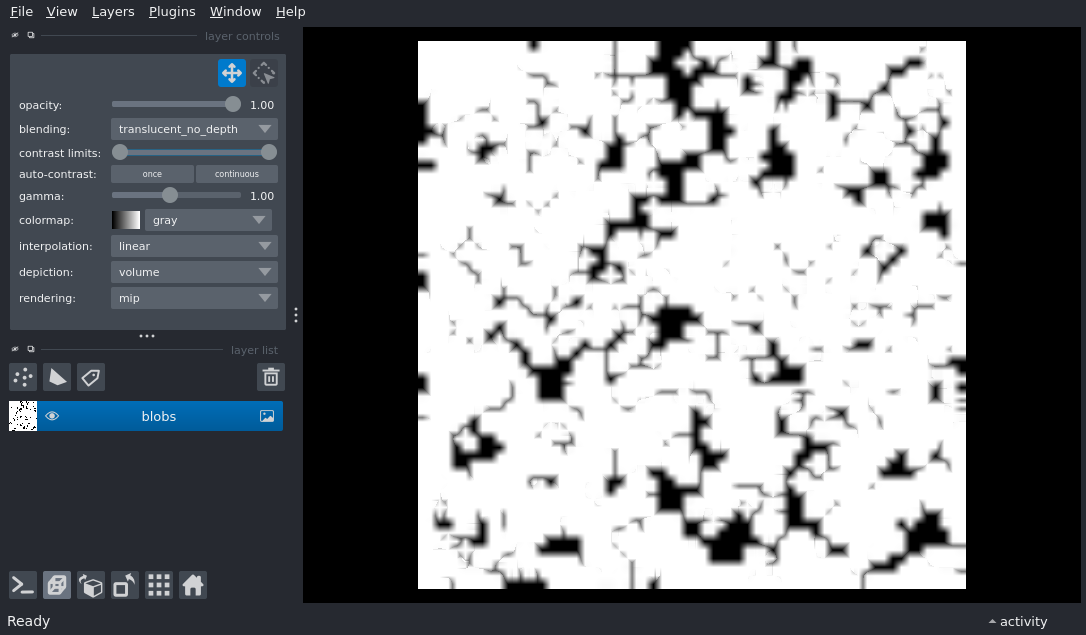 File View Layers Plugins Window Help
layer controls
opacity: 1.00
blending: translucent_no_depth
contrast limits:
auto-contrast: once continuous
gamma: 1.00
colormap: gray
interpolation: linear
depiction: volume
rendering: mip
layer list
blobs
Ready activity